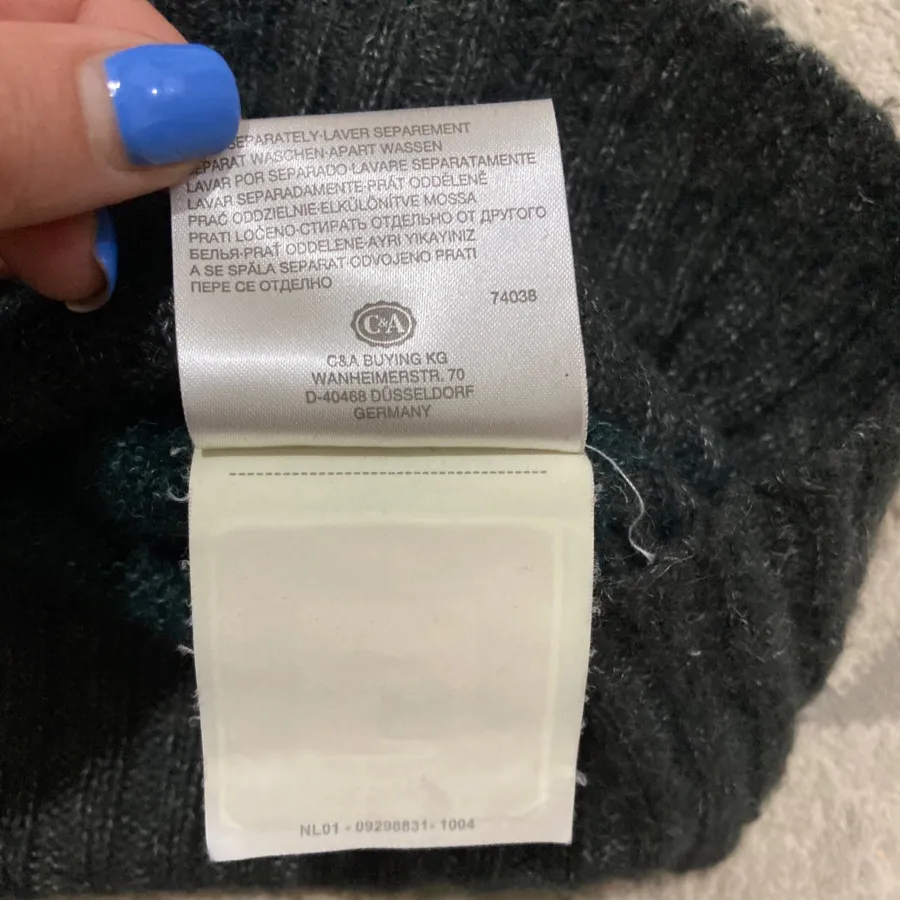 SEPARATELY·LAVER SEPAREMENT
SEPARAT WASCHEN·APART WASSEN
LAVAR POR SEPARADO·LAVARE SEPARATAMENTE
LAVAR SEPARADAMENTE·PRÁT ODDĚLENĚ
PRAĆ ODDZIELNIE·ELKÜLÖNITVE MOSSA
PRATI LOČENO·СТИРАТЬ ОТДЕЛЬНО ОТ ДРУГОГО
БЕЛЬЯ·PRAŤ ODDELENE·AYRI YIKAYINIZ
A SE SPĂLA SEPARAT·ODVOJENO PRATI
ПЕРЕ СЕ ОТДЕЛНО
74038
C&A
C&A BUYING KG
WANHEIMERSTR. 70
D-40468 DÜSSELDORF
GERMANY
NL01 - 09298831- 1004